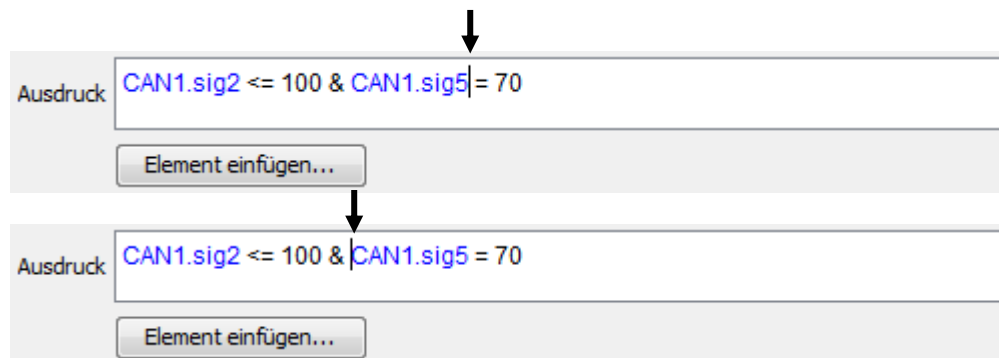 Ausdruck CAN1.sig2 <= 100 & CAN1.sig5 = 70
Element einfügen...
Ausdruck CAN1.sig2 <= 100 & CAN1.sig5 = 70
Element einfügen...